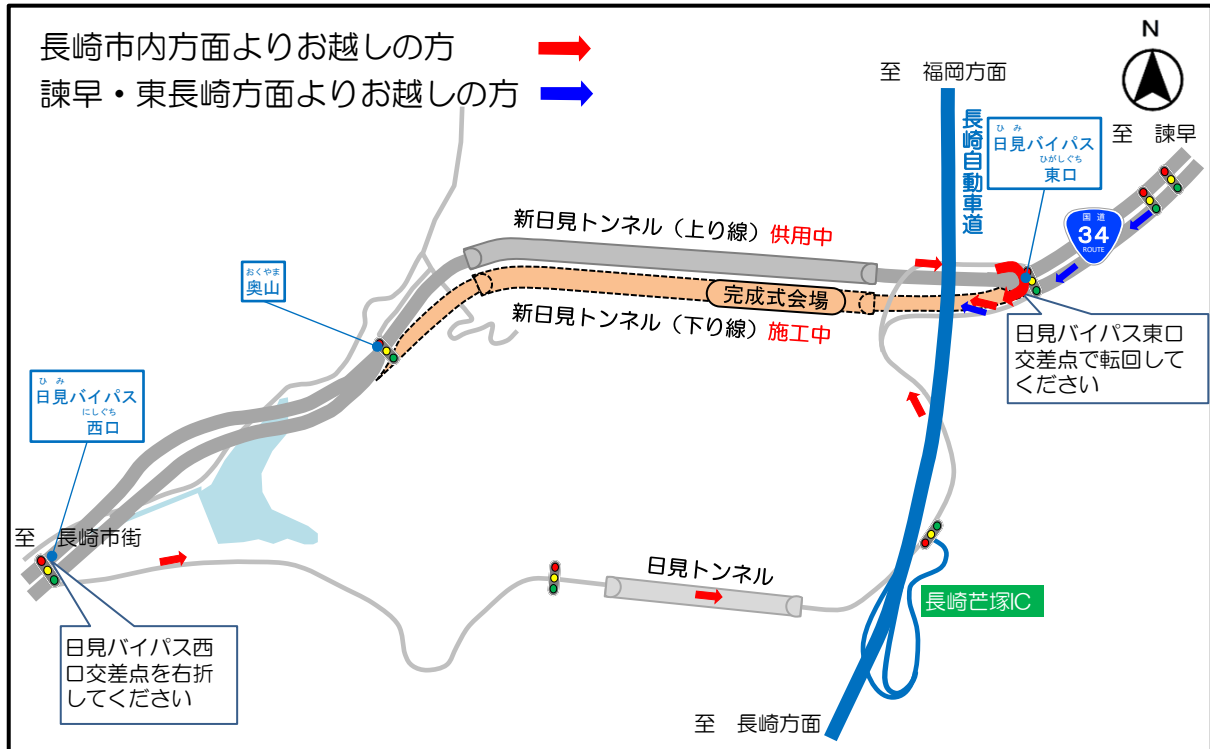 長崎市内方面よりお越しの方
諫早・東長崎方面よりお越しの方
N
至 福岡方面
至 諫早
長崎自動車道
ひ み
日見バイパス
ひがしぐち
東口
国道
34
ROUTE
新日見トンネル（上り線）供用中
おくやま
奥山
完成式会場
新日見トンネル（下り線）施工中
日見バイパス東口
交差点で転回して
ください
ひ み
日見バイパス
にしぐち
西口
至 長崎市街
日見トンネル
長崎芒塚IC
日見バイパス西
口交差点を右折
してください
至 長崎方面